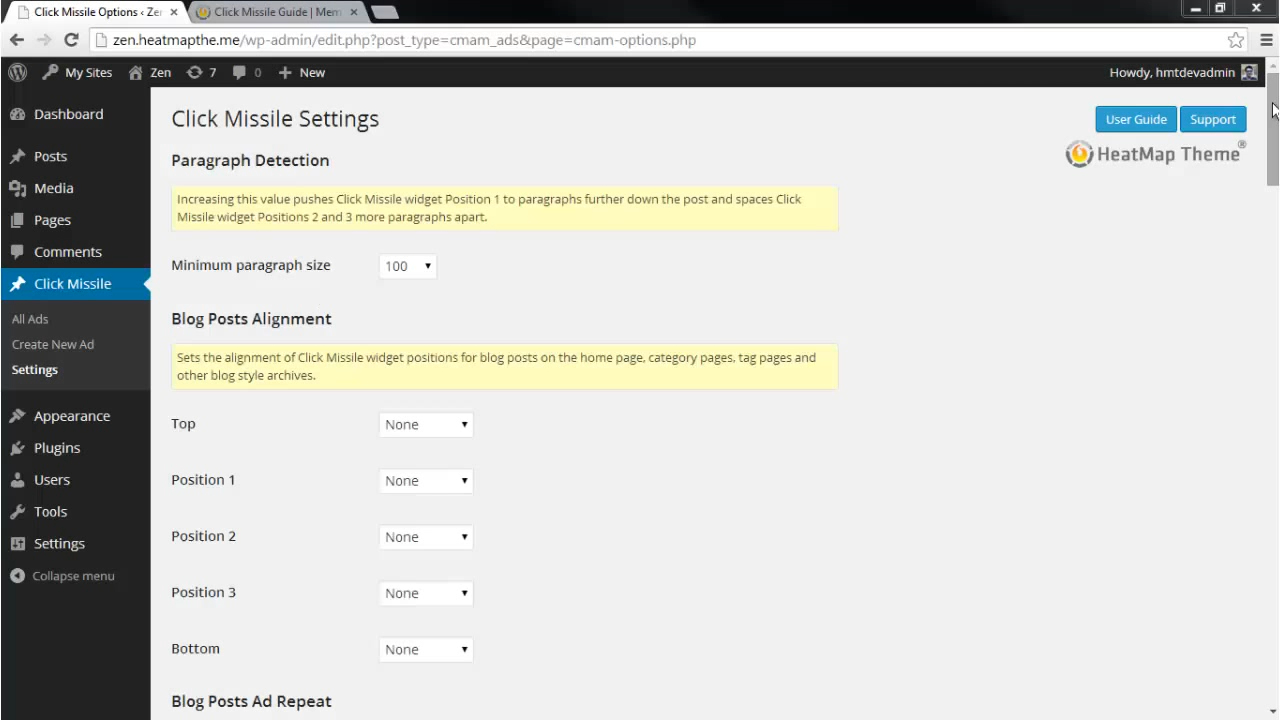 Click Missile Options ‹ Zen
Click Missile Guide | Mem
zen.heatmapthe.me/wp-admin/edit.php?post_type=cmam_ads&page=cmam-options.php
My Sites
Zen
7
0
New
Howdy, hmtdevadmin
Dashboard
Posts
Media
Pages
Comments
Click Missile
All Ads
Create New Ad
Settings
Appearance
Plugins
Users
Tools
Settings
Collapse menu
Click Missile Settings
User Guide
Support
HeatMap Theme®
Paragraph Detection
Increasing this value pushes Click Missile widget Position 1 to paragraphs further down the post and spaces Click
Missile widget Positions 2 and 3 more paragraphs apart.
Minimum paragraph size
100
Blog Posts Alignment
Sets the alignment of Click Missile widget positions for blog posts on the home page, category pages, tag pages and
other blog style archives.
Top
None
Position 1
None
Position 2
None
Position 3
None
Bottom
None
Blog Posts Ad Repeat